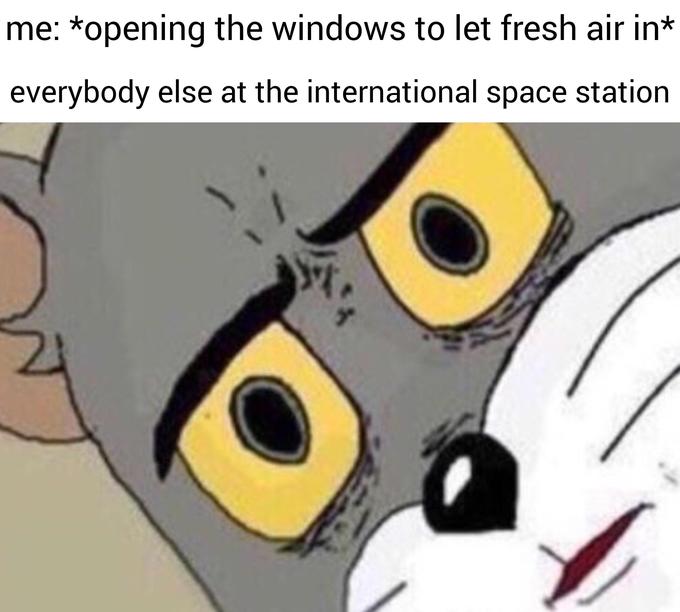 me: *opening the windows to let fresh air in*
everybody else at the international space station